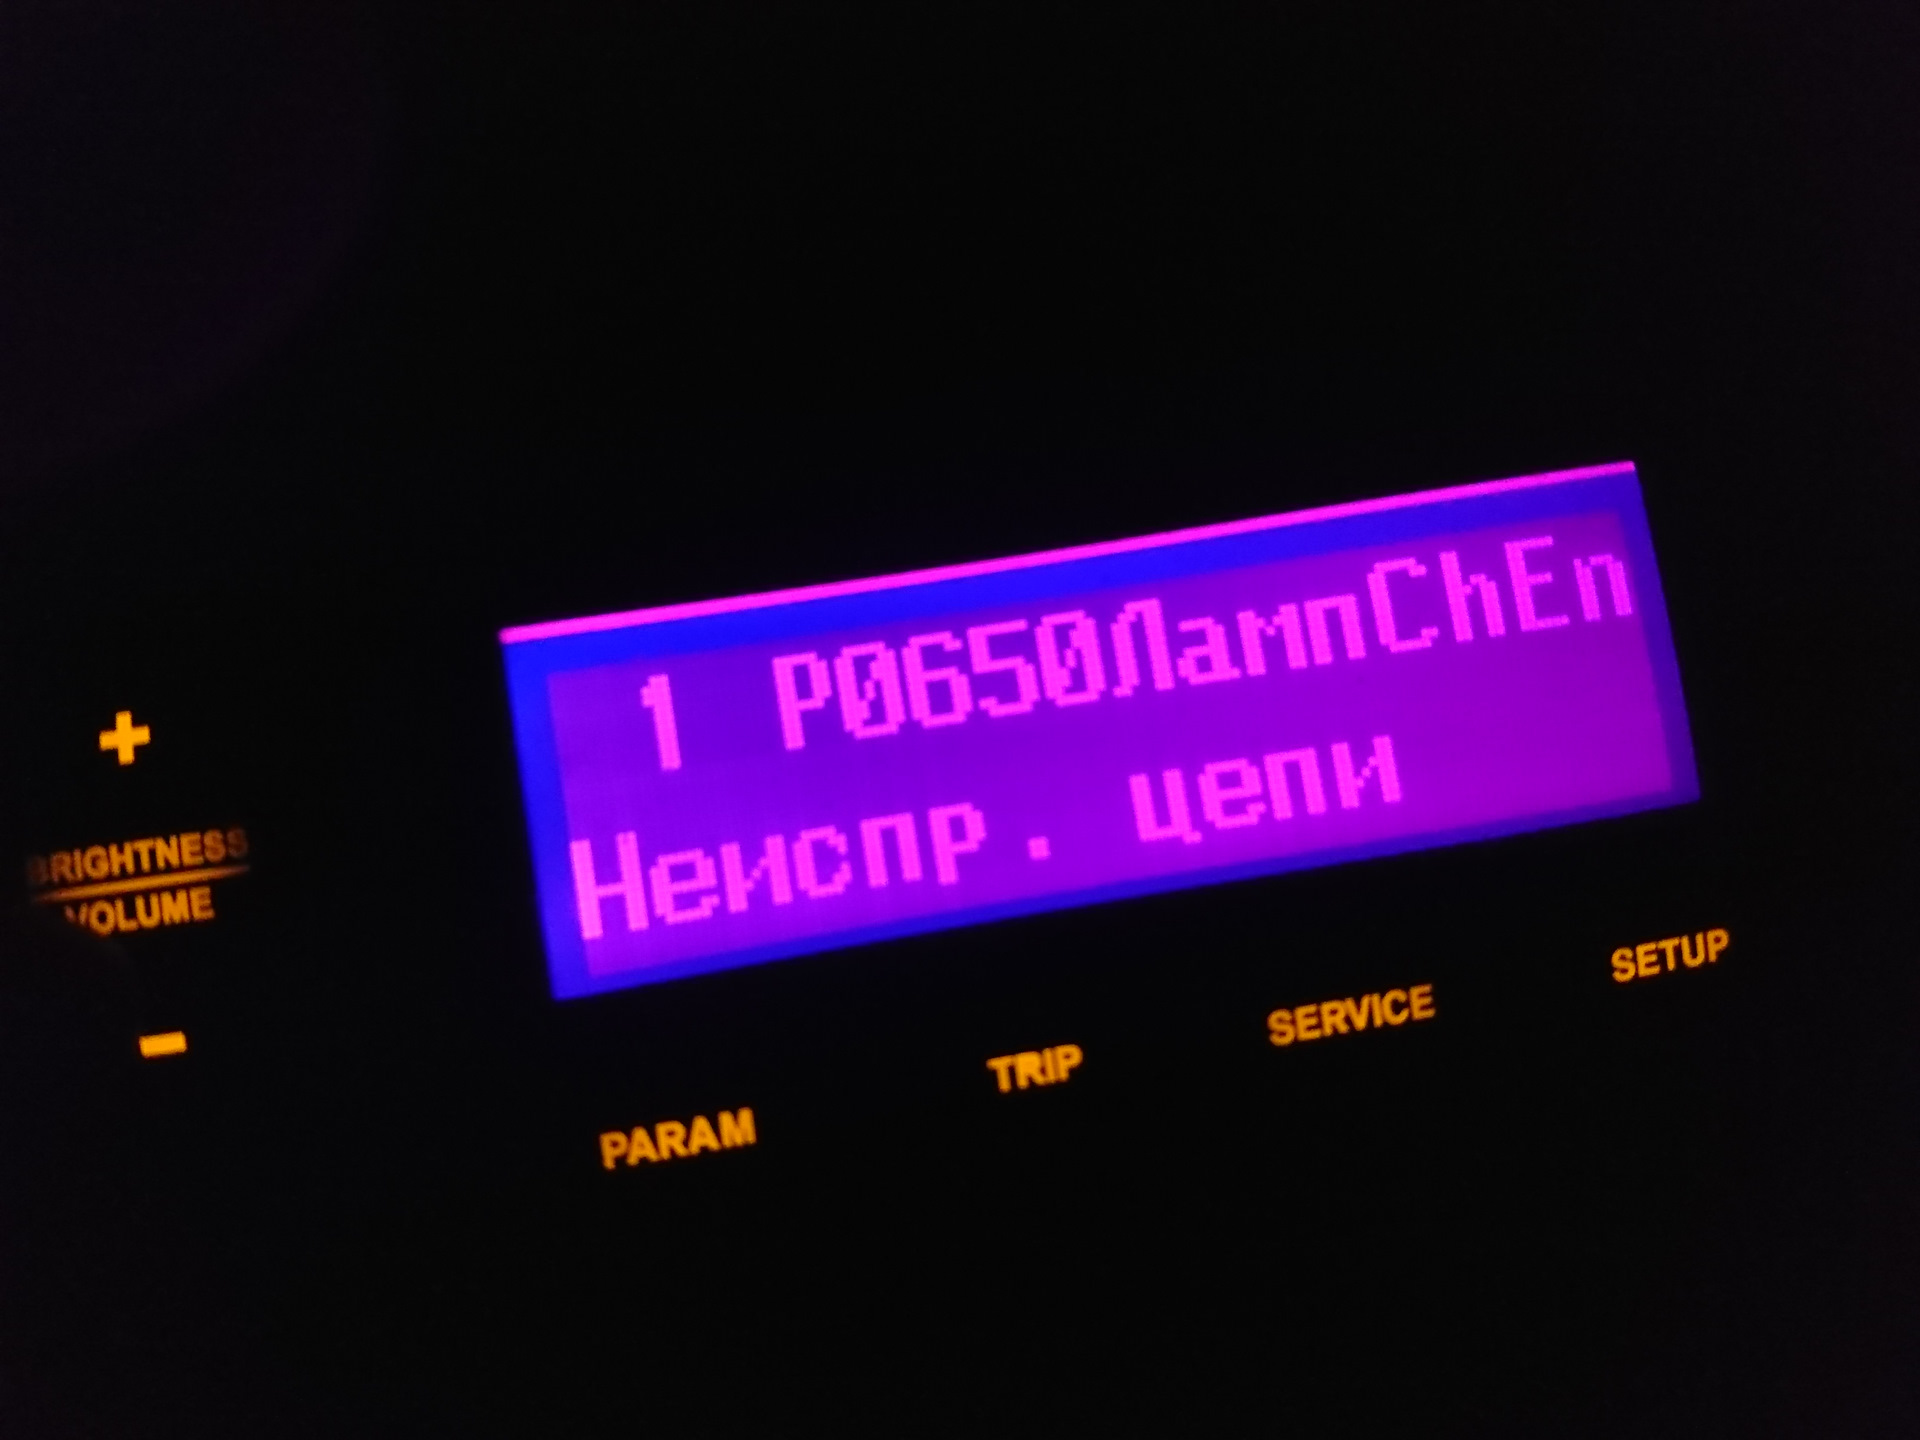 1 P0650ЛампChEn
Неиспр. цепи
+
BRIGHTNESS
VOLUME
-
PARAM
TRIP
SERVICE
SETUP